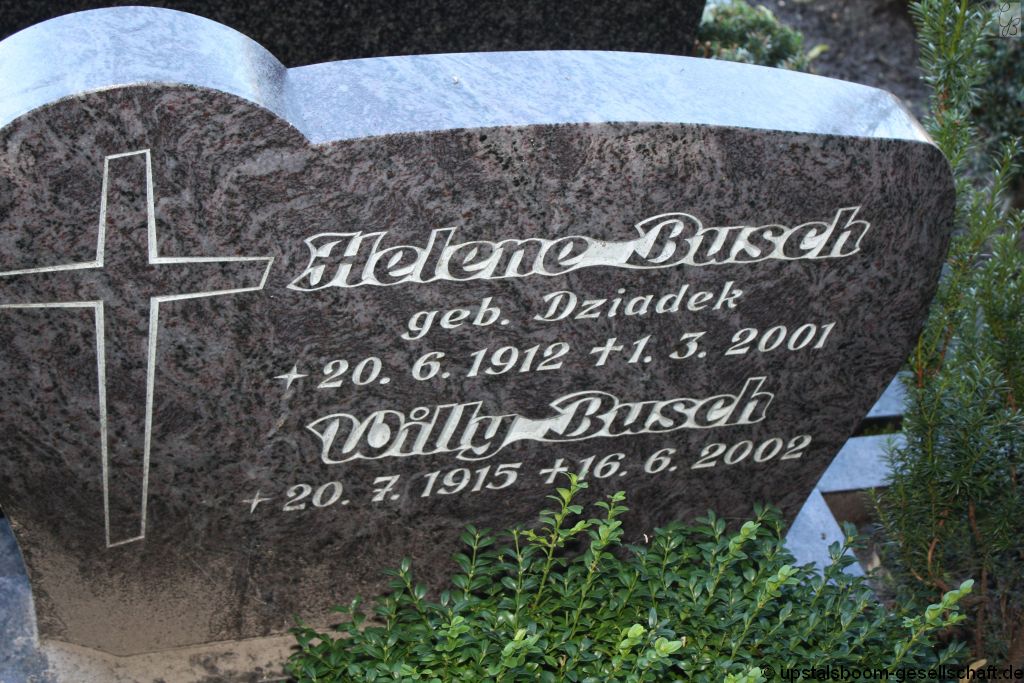 Helene Busch
geb. Dziadek
20. 6. 1912 + 1. 3. 2001
Willy Busch
20. 7. 1915 + 16. 6. 2002
© upstalsboom-gesellschaft.de